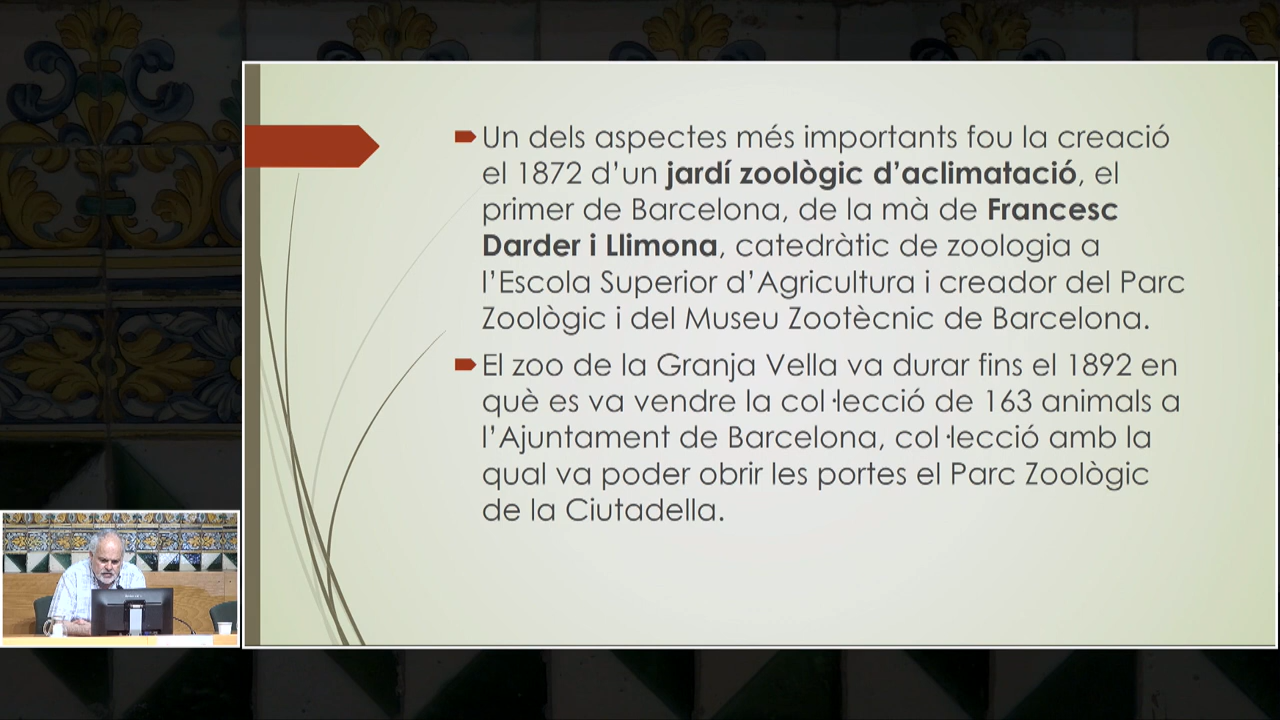 Un dels aspectes més importants fou la creació
el 1872 d’un jardí zoològic d’aclimatació, el
primer de Barcelona, de la mà de Francesc
Darder i Llimona, catedràtic de zoologia a
l’Escola Superior d’Agricultura i creador del Parc
Zoològic i del Museu Zootècnic de Barcelona.
El zoo de la Granja Vella va durar fins el 1892 en
què es va vendre la col·lecció de 163 animals a
l’Ajuntament de Barcelona, col·lecció amb la
qual va poder obrir les portes el Parc Zoològic
de la Ciutadella.